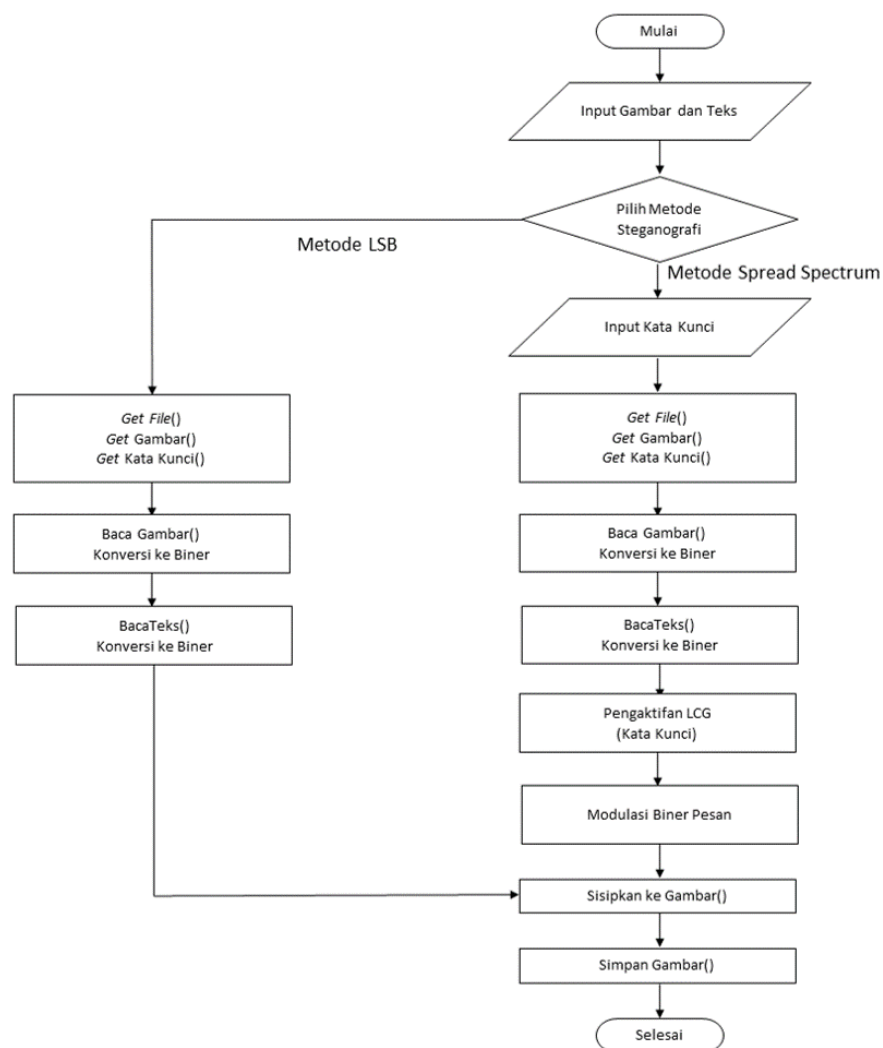 Mulai
Input Gambar dan Teks
Pilih Metode
Steganografi
Metode LSB
Metode Spread Spectrum
Input Kata Kunci
Get File()
Get Gambar()
Get Kata Kunci()
Baca Gambar()
Konversi ke Biner
BacaTeks()
Konversi ke Biner
Get File()
Get Gambar()
Get Kata Kunci()
Baca Gambar()
Konversi ke Biner
BacaTeks()
Konversi ke Biner
Pengaktifan LCG
(Kata Kunci)
Modulasi Biner Pesan
Sisipkan ke Gambar()
Simpan Gambar()
Selesai